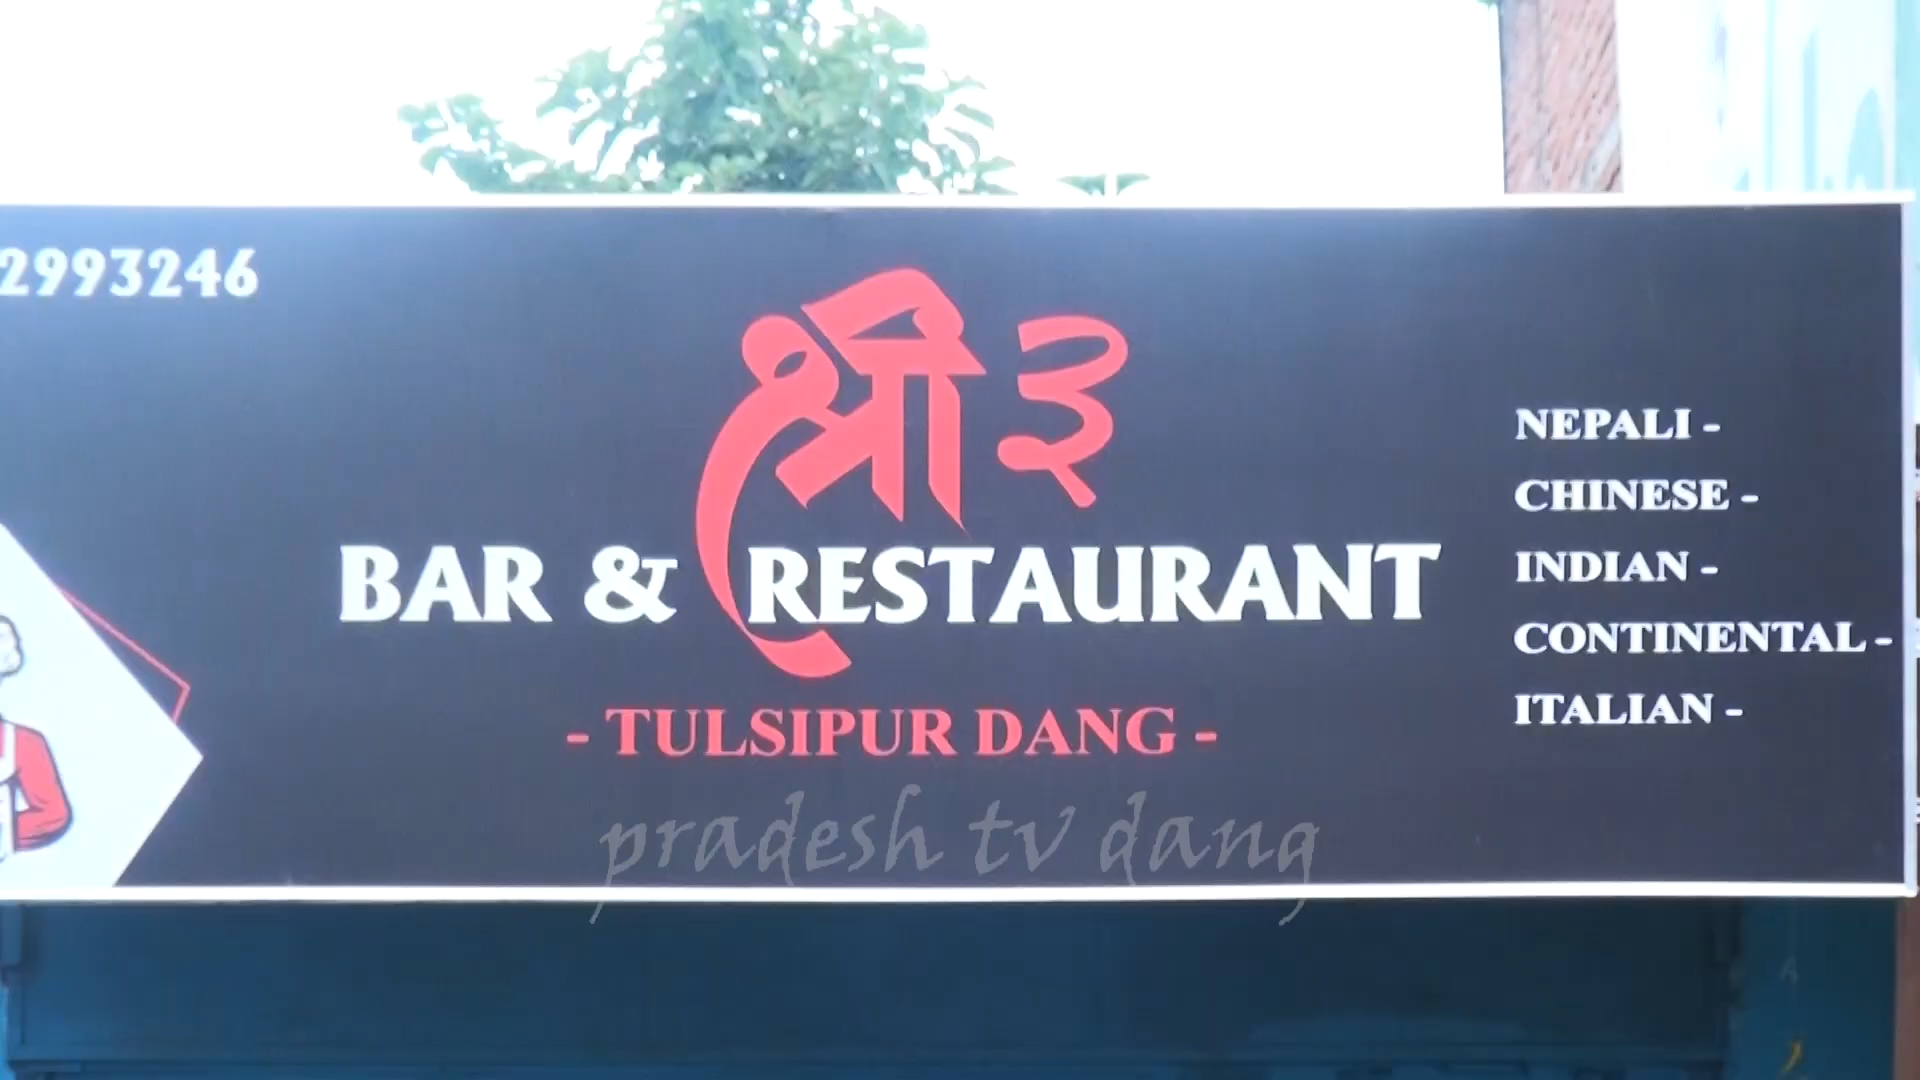 2993246
श्री ३
BAR & RESTAURANT
- TULSIPUR DANG -
NEPALI -
CHINESE -
INDIAN -
CONTINENTAL -
ITALIAN -
pradesh tv dang